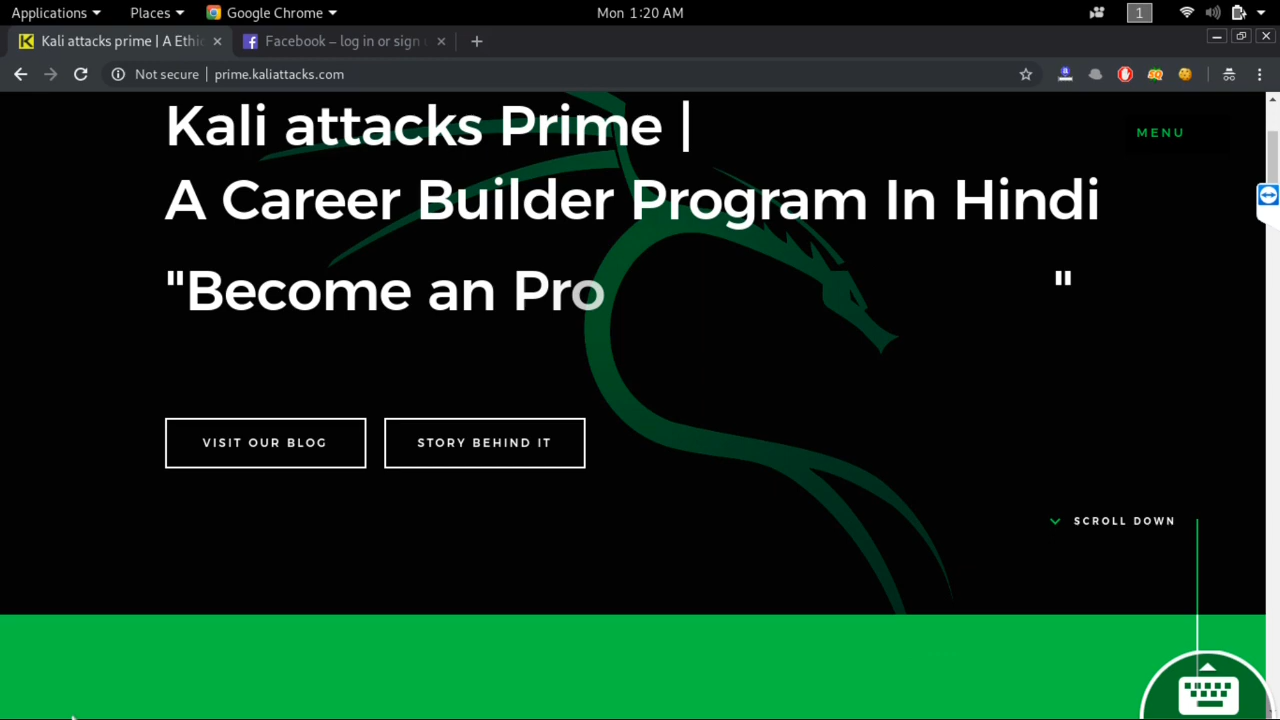 Applications Places Google Chrome Mon 1:20 AM 1
Kali attacks prime | A Ethic Facebook – log in or sign
Not secure prime.kaliattacks.com
Kali attacks Prime |
MENU
A Career Builder Program In Hindi
"Become an Pro "
VISIT OUR BLOG STORY BEHIND IT
SCROLL DOWN